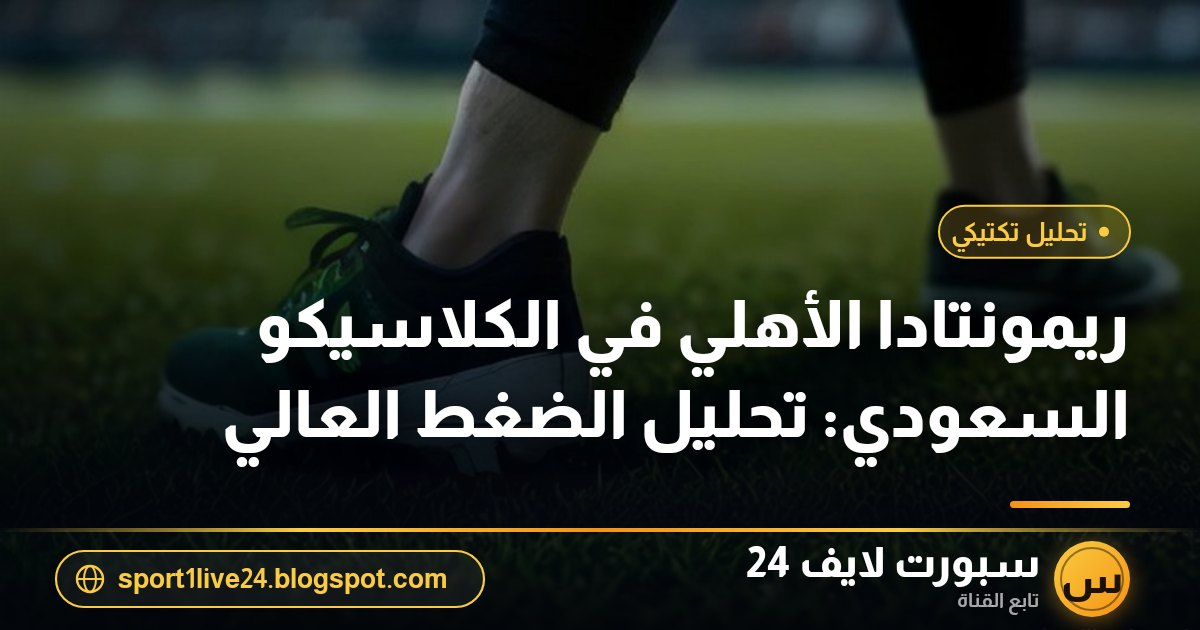 تحليل تكتيكي
ريمونتادا الأهلي في الكلاسيكو
السعودي: تحليل الضغط العالي
س
سبورت لايف 24
تابع القناة
sport1live24.blogspot.com